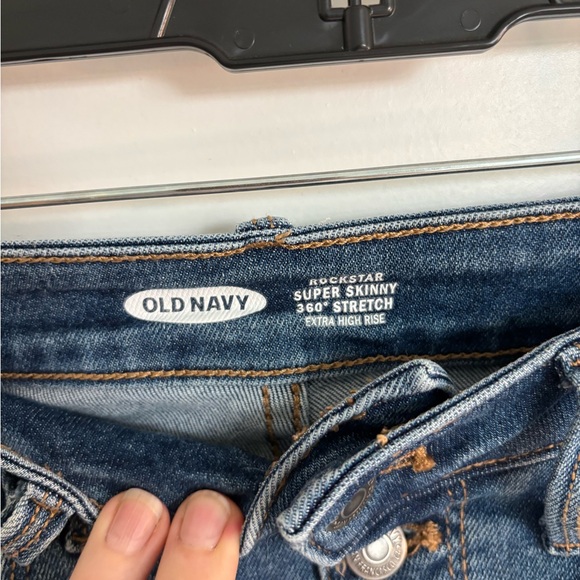 OLD NAVY
ROCKSTAR
SUPER SKINNY
360° STRETCH
EXTRA HIGH RISE